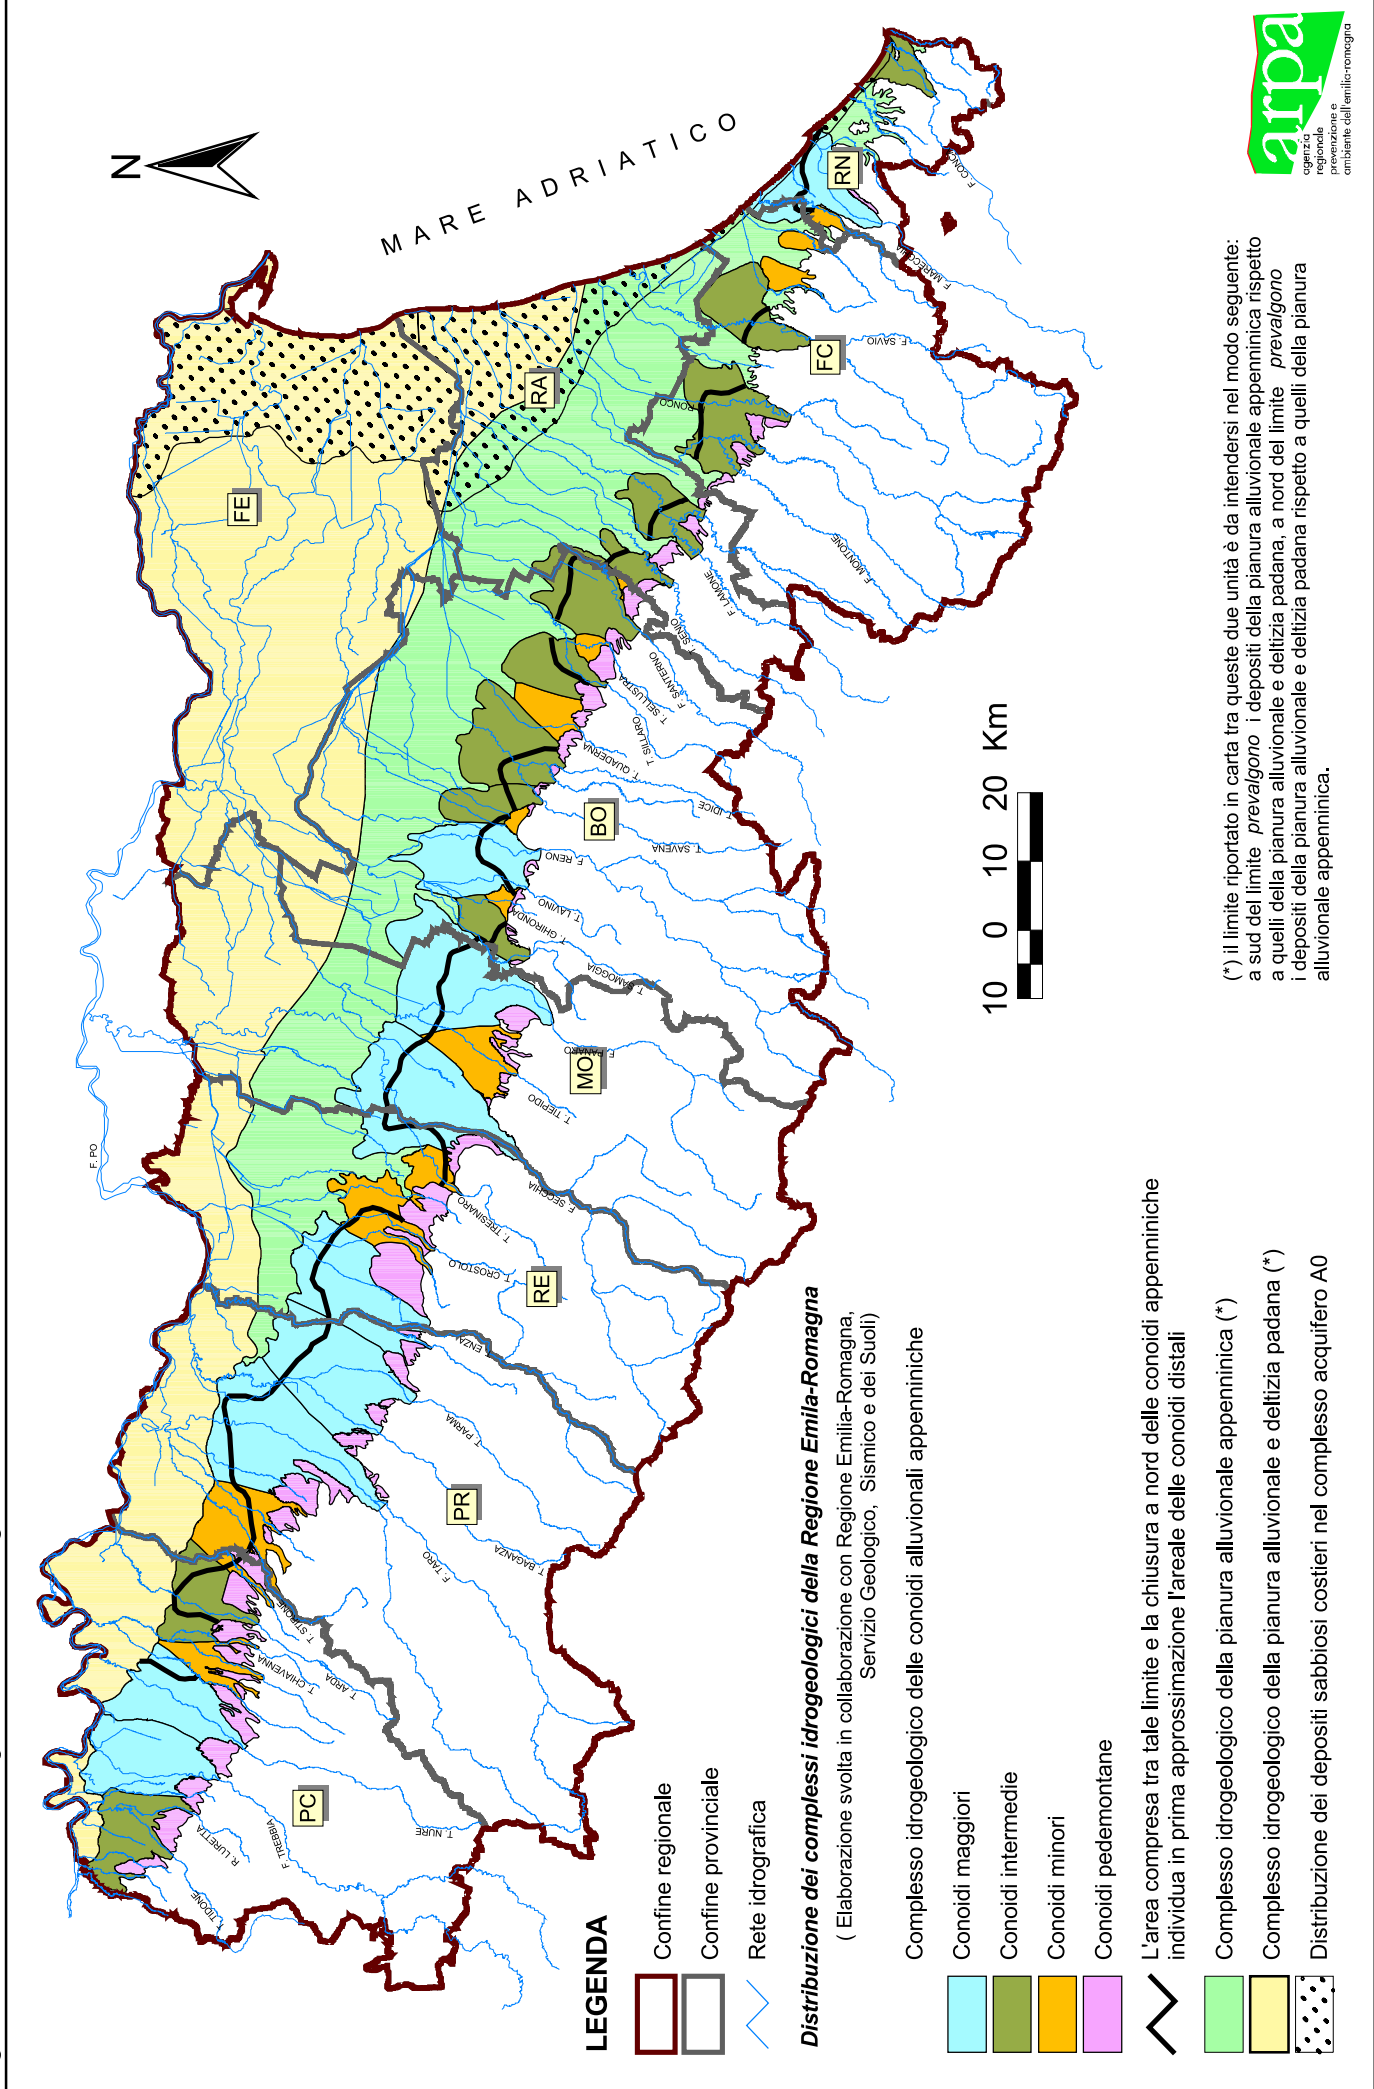 N
MARE ADRIATICO
F. PO
FE
RA
RN
FC
BO
MO
RE
PR
PC
F. CONCA
F. MARECCHIA
F. SAVIO
RONCO
F. MONTONE
F. LAMONE
T. SENIO
F. SANTERNO
T. SELLUSTRA
T. SILLARO
T. QUADERNA
T. IDICE
T. SAVENA
F. RENO
T. LAVINO
T. GHIRONDA
T. SAMOGGIA
F. PANARO
T. TIEPIDO
F. SECCHIA
T. TRESINARO
T. CROSTOLO
T. ENZA
T. PARMA
T. BAGANZA
F. TARO
T. STIRONE
T. ARDA
T. CHIAVENNA
T. NURE
F. TREBBIA
R. LURETTA
T. TIDONE
10 0 10 20 Km
LEGENDA
Confine regionale
Confine provinciale
Rete idrografica
Distribuzione dei complessi idrogeologici della Regione Emila-Romagna
( Elaborazione svolta in collaborazione con Regione Emilia-Romagna,
Servizio Geologico, Sismico e dei Suoli)
Complesso idrogeologico delle conoidi alluvionali appenniniche
Conoidi maggiori
Conoidi intermedie
Conoidi minori
Conoidi pedemontane
L'area compresa tra tale limite e la chiusura a nord delle conoidi appenniniche
individua in prima approssimazione l'areale delle conoidi distali
Complesso idrogeologico della pianura alluvionale appenninica (*)
Complesso idrogeologico della pianura alluvionale e deltizia padana (*)
Distribuzione dei depositi sabbiosi costieri nel complesso acquifero A0
(*) il limite riportato in carta tra queste due unità è da intendersi nel modo seguente:
a sud del limite prevalgono i depositi della pianura alluvionale appenninica rispetto
a quelli della pianura alluvionale e deltizia padana, a nord del limite prevalgono
i depositi della pianura alluvionale e deltizia padana rispetto a quelli della pianura
alluvionale appenninica.
arpa
agenzia
regionale
prevenzione e
ambiente dell'emilia-romagna